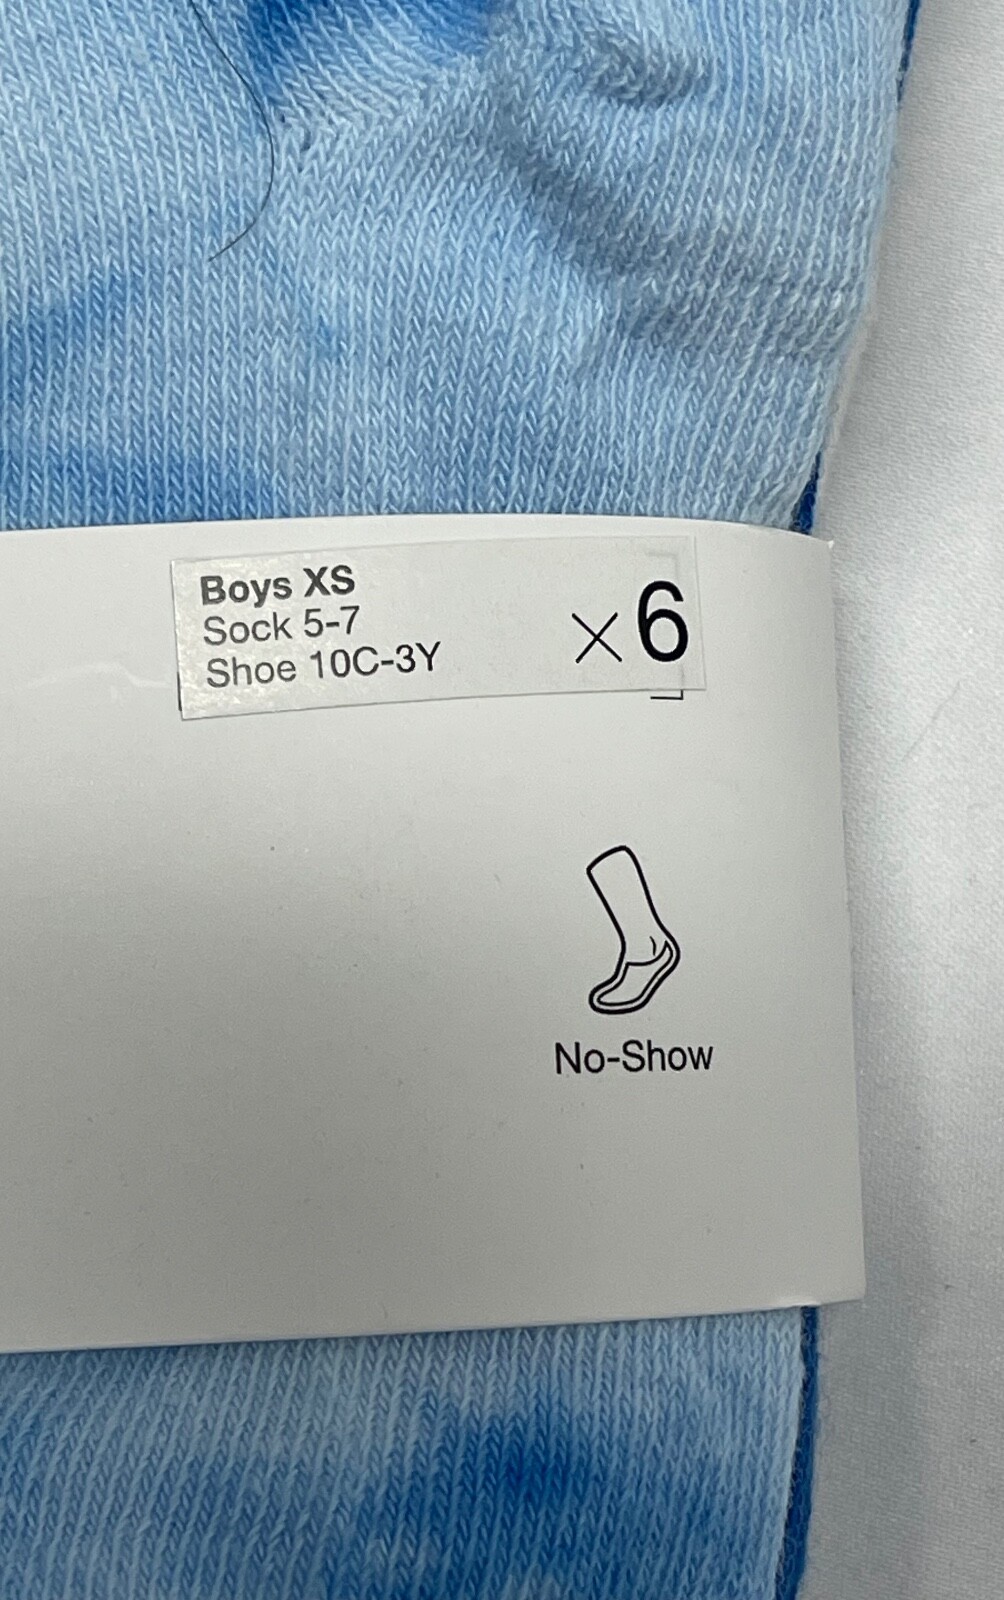 Boys XS
Sock 5-7
Shoe 10C-3Y
×6
No-Show